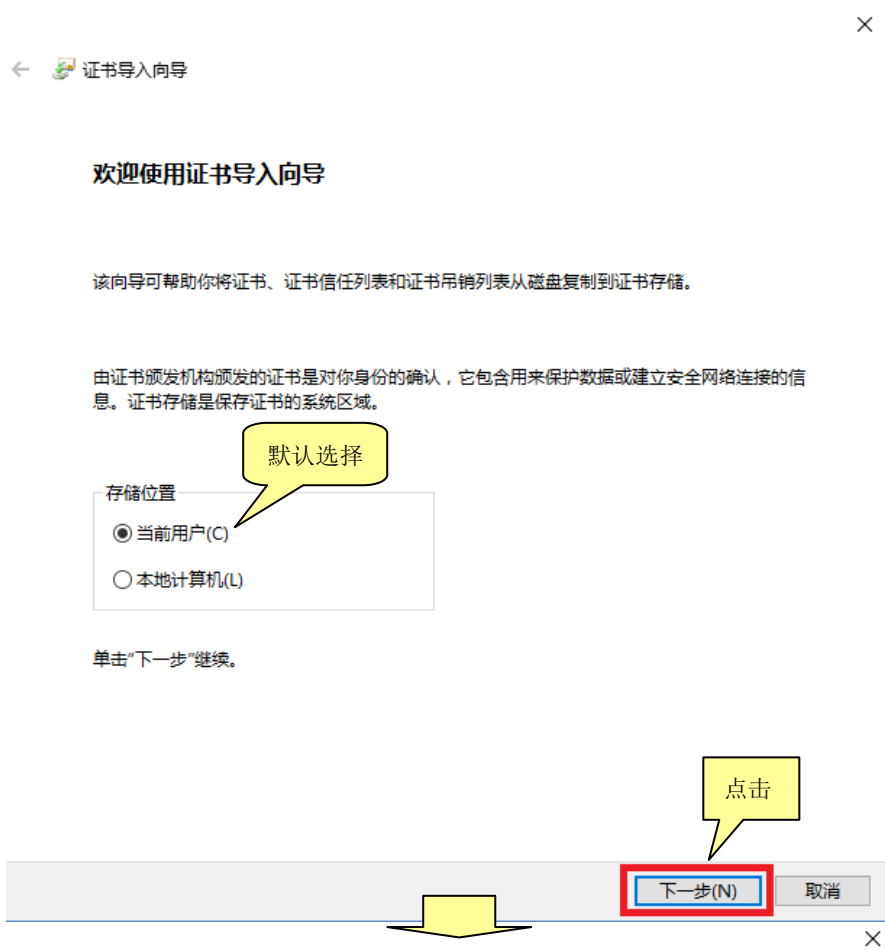 证书导入向导
欢迎使用证书导入向导
该向导可帮助你将证书、证书信任列表和证书吊销列表从磁盘复制到证书存储。
由证书颁发机构颁发的证书是对你身份的确认，它包含用来保护数据或建立安全网络连接的信
息。证书存储是保存证书的系统区域。
默认选择
存储位置
当前用户(C)
本地计算机(L)
单击"下一步"继续。
点击
下一步(N)
取消